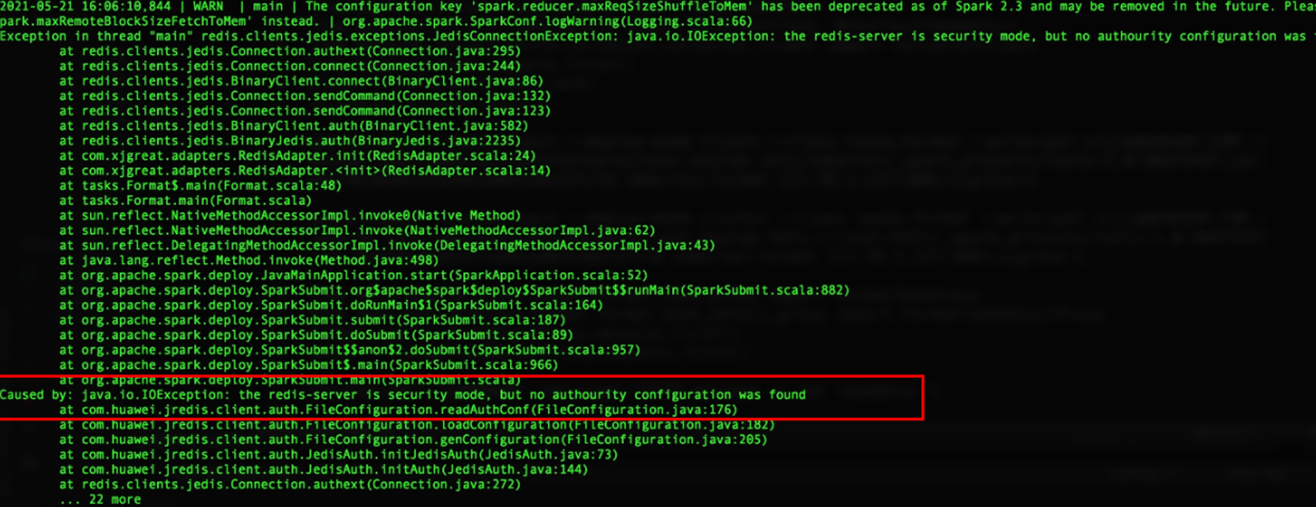 2021-05-21 16:06:10,844 | WARN  | main | The configuration key 'spark.reducer.maxReqSizeShuffleToMem' has been deprecated as of Spark 2.3 and may be removed in the future. Plea
park.maxRemoteBlockSizeFetchToMem' instead. | org.apache.spark.SparkConf.logWarning(Logging.scala:66)
Exception in thread "main" redis.clients.jedis.exceptions.JedisConnectionException: java.io.IOException: the redis-server is security mode, but no authourity configuration was
at redis.clients.jedis.Connection.authext(Connection.java:295)
at redis.clients.jedis.Connection.connect(Connection.java:244)
at redis.clients.jedis.BinaryClient.connect(BinaryClient.java:86)
at redis.clients.jedis.Connection.sendCommand(Connection.java:132)
at redis.clients.jedis.Connection.sendCommand(Connection.java:123)
at redis.clients.jedis.BinaryClient.auth(BinaryClient.java:582)
at redis.clients.jedis.BinaryJedis.auth(BinaryJedis.java:2235)
at com.xjgreat.adapters.RedisAdapter.init(RedisAdapter.scala:24)
at com.xjgreat.adapters.RedisAdapter.<init>(RedisAdapter.scala:14)
at tasks.Format$.main(Format.scala:48)
at tasks.Format.main(Format.scala)
at sun.reflect.NativeMethodAccessorImpl.invoke0(Native Method)
at sun.reflect.NativeMethodAccessorImpl.invoke(NativeMethodAccessorImpl.java:62)
at sun.reflect.DelegatingMethodAccessorImpl.invoke(DelegatingMethodAccessorImpl.java:43)
at java.lang.reflect.Method.invoke(Method.java:498)
at org.apache.spark.deploy.JavaMainApplication.start(SparkApplication.scala:52)
at org.apache.spark.deploy.SparkSubmit.org$apache$spark$deploy$SparkSubmit$$runMain(SparkSubmit.scala:882)
at org.apache.spark.deploy.SparkSubmit.doRunMain$1(SparkSubmit.scala:164)
at org.apache.spark.deploy.SparkSubmit.submit(SparkSubmit.scala:187)
at org.apache.spark.deploy.SparkSubmit.doSubmit(SparkSubmit.scala:89)
at org.apache.spark.deploy.SparkSubmit$$anon$2.doSubmit(SparkSubmit.scala:957)
at org.apache.spark.deploy.SparkSubmit$.main(SparkSubmit.scala:966)
at org.apache.spark.deploy.SparkSubmit.main(SparkSubmit.scala)
Caused by: java.io.IOException: the redis-server is security mode, but no authourity configuration was found
at com.huawei.jredis.client.auth.FileConfiguration.readAuthConf(FileConfiguration.java:176)
at com.huawei.jredis.client.auth.FileConfiguration.loadConfiguration(FileConfiguration.java:182)
at com.huawei.jredis.client.auth.FileConfiguration.genConfiguration(FileConfiguration.java:205)
at com.huawei.jredis.client.auth.JedisAuth.initJedisAuth(JedisAuth.java:73)
at com.huawei.jredis.client.auth.JedisAuth.initAuth(JedisAuth.java:144)
at redis.clients.jedis.Connection.authext(Connection.java:272)
... 22 more